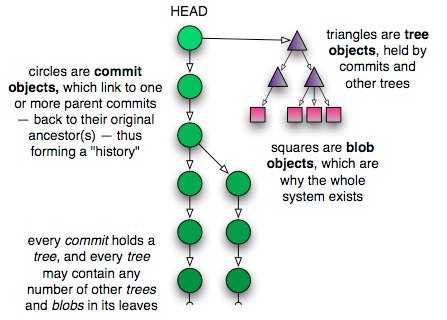 HEAD
triangles are tree
objects, held by
commits and
other trees
circles are commit
objects, which link to one
or more parent commits
— back to their original
ancestor(s) — thus
forming a "history"
squares are blob
objects, which are
why the whole
system exists
every commit holds a
tree, and every tree
may contain any
number of other trees
and blobs in its leaves